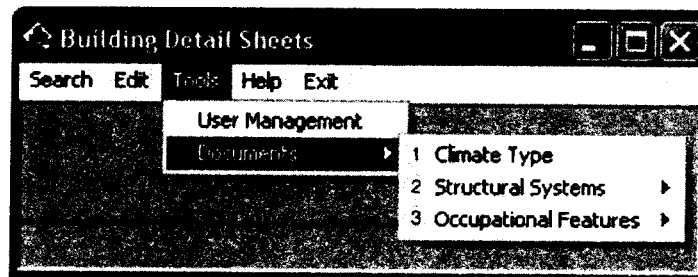 Building Detail Sheets
Search Edit Tools Help Exit
User Management
Documents
1 Climate Type
2 Structural Systems
3 Occupational Features